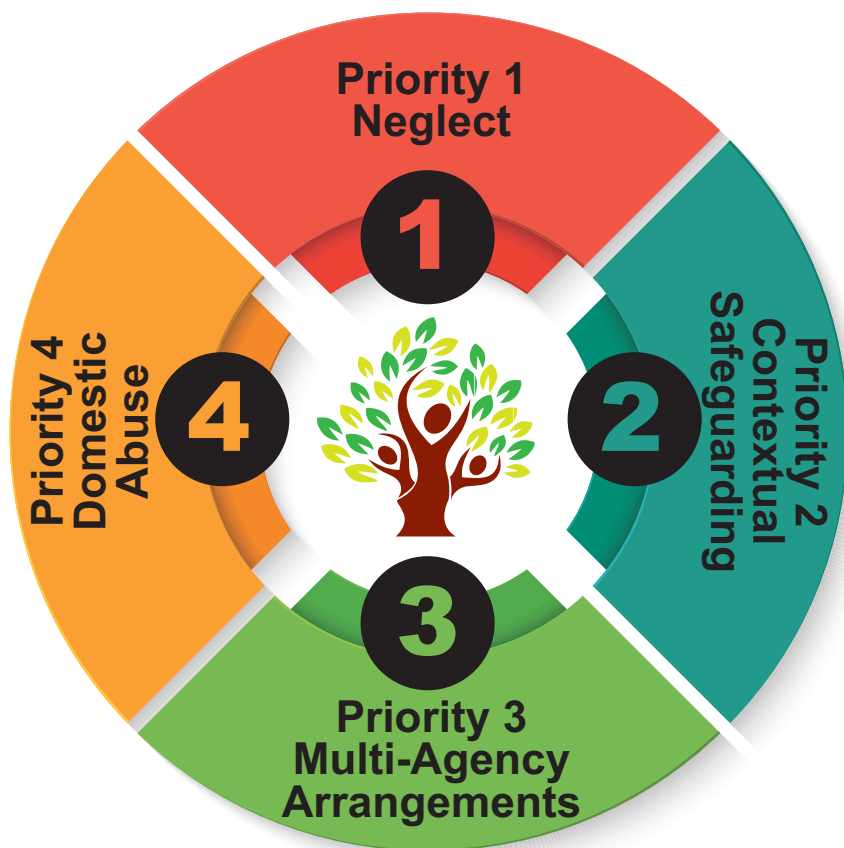 Priority 1
Neglect
1
Priority 2
Contextual
Safeguarding
2
3
Priority 3
Multi-Agency
Arrangements
Priority 4
Domestic
Abuse
4